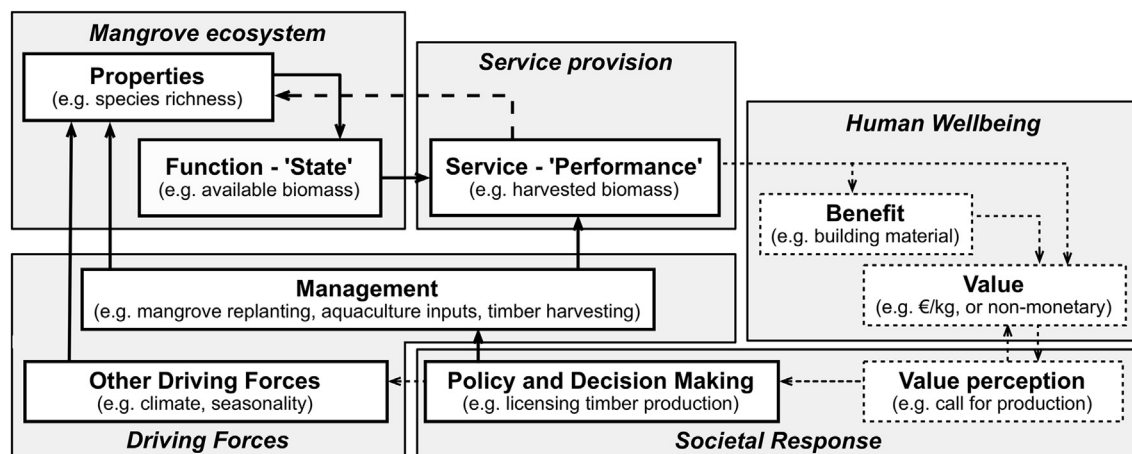 Mangrove ecosystem
Properties
(e.g. species richness)
Function - 'State'
(e.g. available biomass)
Service provision
Service - 'Performance'
(e.g. harvested biomass)
Human Wellbeing
Benefit
(e.g. building material)
Value
(e.g. €/kg, or non-monetary)
Management
(e.g. mangrove replanting, aquaculture inputs, timber harvesting)
Other Driving Forces
(e.g. climate, seasonality)
Driving Forces
Policy and Decision Making
(e.g. licensing timber production)
Value perception
(e.g. call for production)
Societal Response